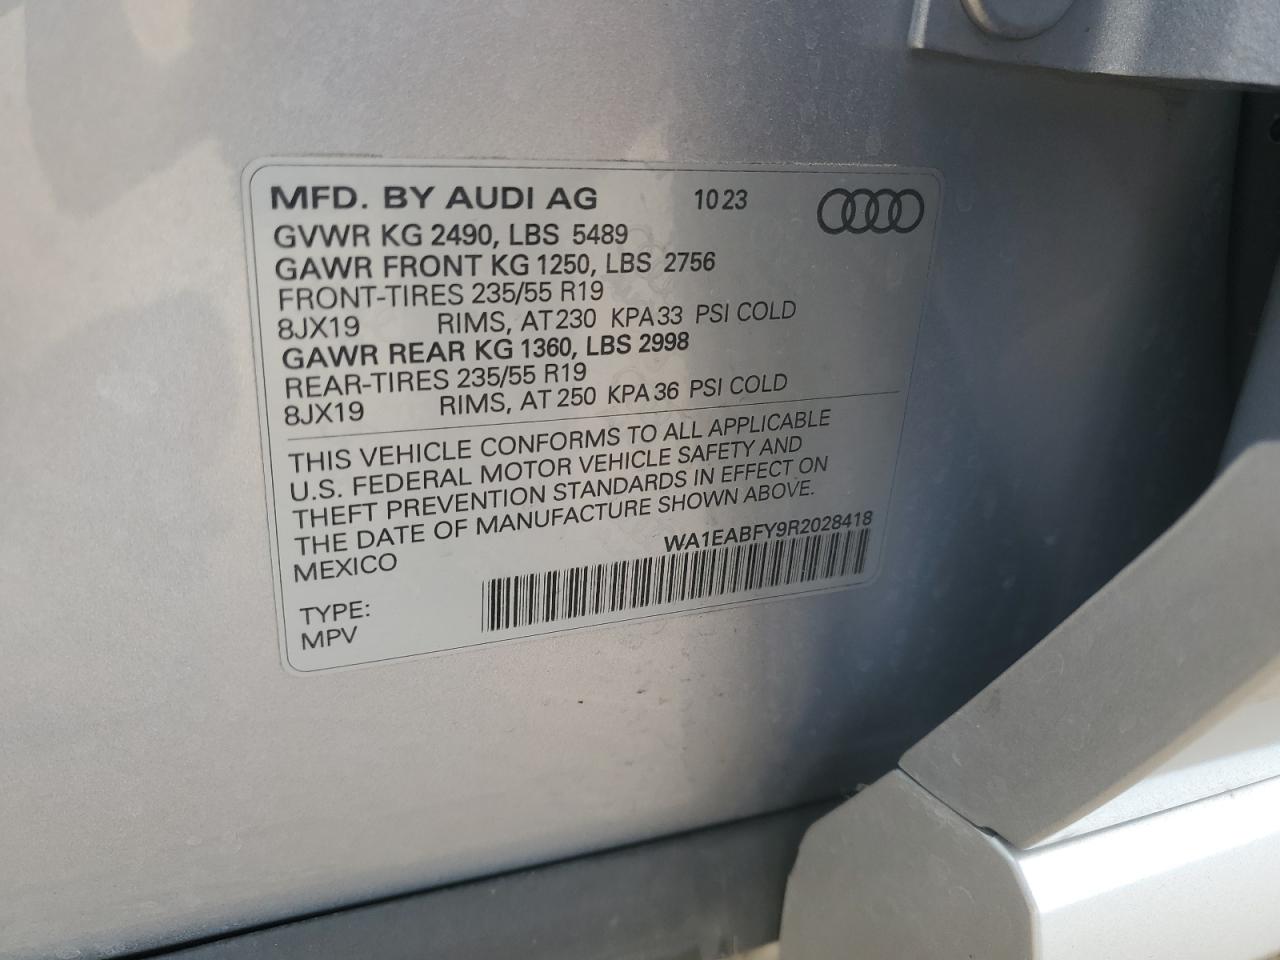 MFD. BY AUDI AG 10 23
GVWR KG 2490, LBS 5489
GAWR FRONT KG 1250, LBS 2756
FRONT-TIRES 235/55 R19
8JX19 RIMS, AT 230 KPA 33 PSI COLD
GAWR REAR KG 1360, LBS 2998
REAR-TIRES 235/55 R19
8JX19 RIMS, AT 250 KPA 36 PSI COLD
THIS VEHICLE CONFORMS TO ALL APPLICABLE
U.S. FEDERAL MOTOR VEHICLE SAFETY AND
THEFT PREVENTION STANDARDS IN EFFECT ON
THE DATE OF MANUFACTURE SHOWN ABOVE.
MEXICO WA1EABFY9R2028418
TYPE:
MPV